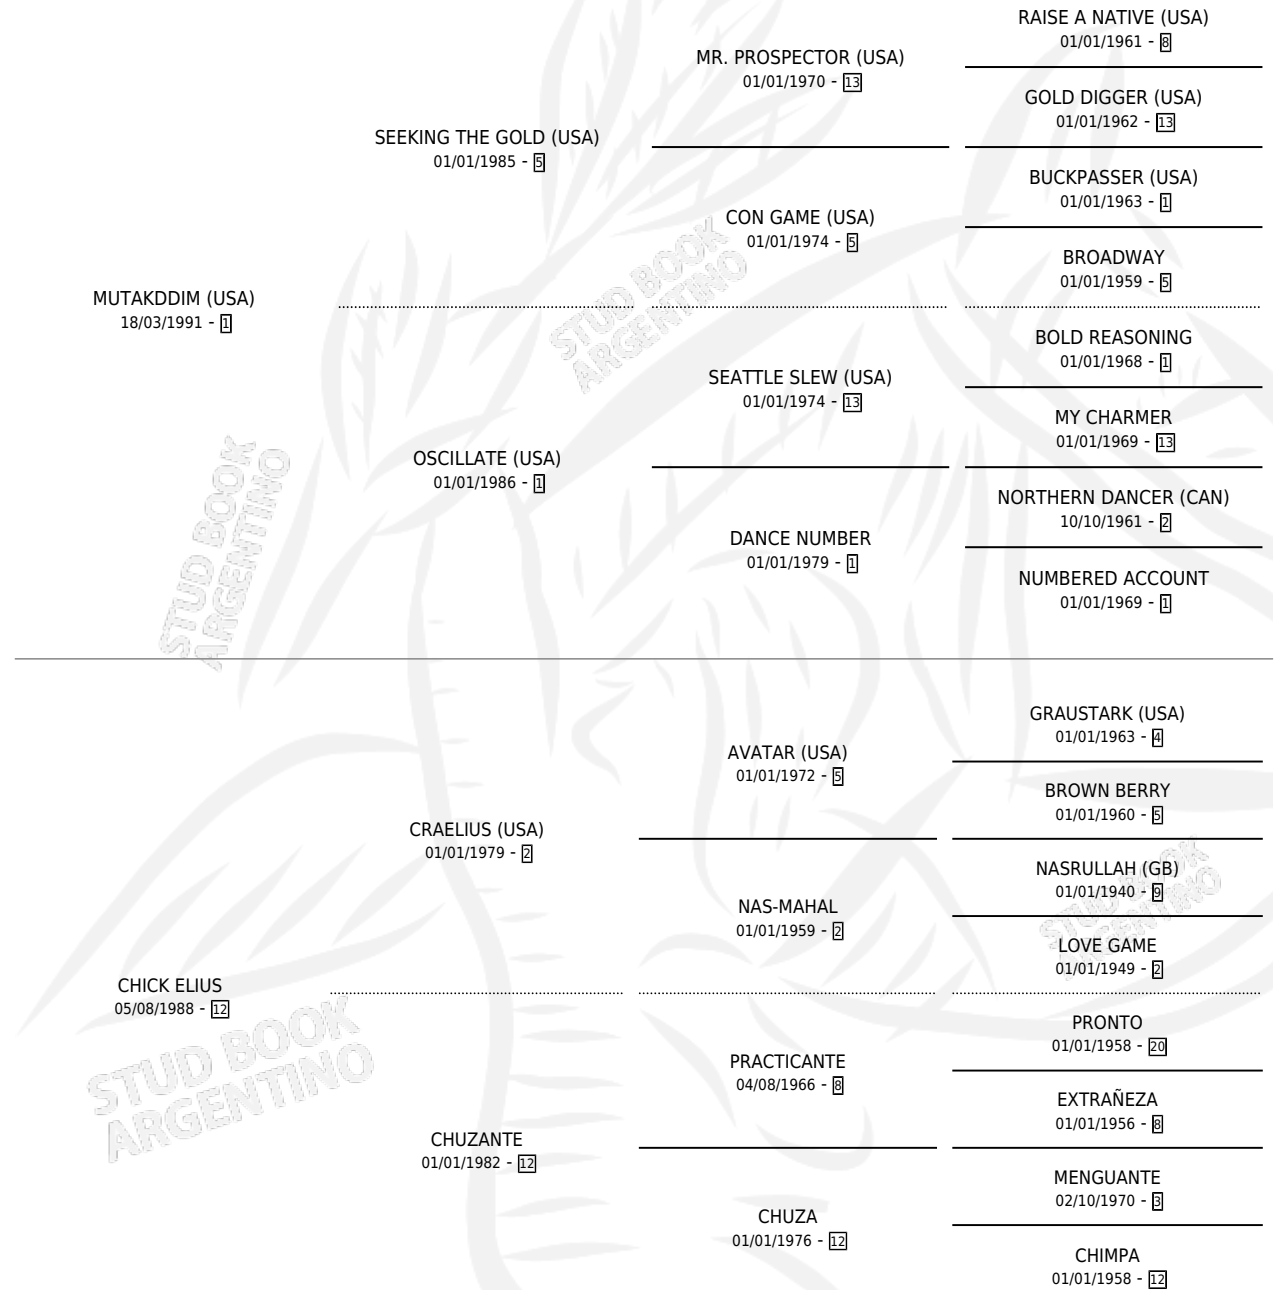 RAISE A NATIVE (USA)
01/01/1961 - 8
MR. PROSPECTOR (USA)
01/01/1970 - 13
GOLD DIGGER (USA)
01/01/1962 - 13
SEEKING THE GOLD (USA)
01/01/1985 - 5
BUCKPASSER (USA)
01/01/1963 - 1
CON GAME (USA)
01/01/1974 - 5
BROADWAY
01/01/1959 - 5
STUD BOOK
ARGENTINO
MUTAKDDIM (USA)
18/03/1991 - 1
BOLD REASONING
01/01/1968 - 1
SEATTLE SLEW (USA)
01/01/1974 - 13
MY CHARMER
01/01/1969 - 13
OSCILLATE (USA)
01/01/1986 - 1
STUD BOOK
ARGENTINO
NORTHERN DANCER (CAN)
10/10/1961 - 2
DANCE NUMBER
01/01/1979 - 1
NUMBERED ACCOUNT
01/01/1969 - 1
GRAUSTARK (USA)
01/01/1963 - 4
AVATAR (USA)
01/01/1972 - 5
BROWN BERRY
01/01/1960 - 5
CRAELIUS (USA)
01/01/1979 - 2
NASRULLAH (GB)
01/01/1940 - 9
STUD BOOK
ARGENTINO
NAS-MAHAL
01/01/1959 - 2
LOVE GAME
01/01/1949 - 2
CHICK ELIUS
05/08/1988 - 12
STUD BOOK
ARGENTINO
PRONTO
01/01/1958 - 20
PRACTICANTE
04/08/1966 - 8
EXTRAÑEZA
01/01/1956 - 8
CHUZANTE
01/01/1982 - 12
MENGUANTE
02/10/1970 - 3
CHUZA
01/01/1976 - 12
CHIMPA
01/01/1958 - 12